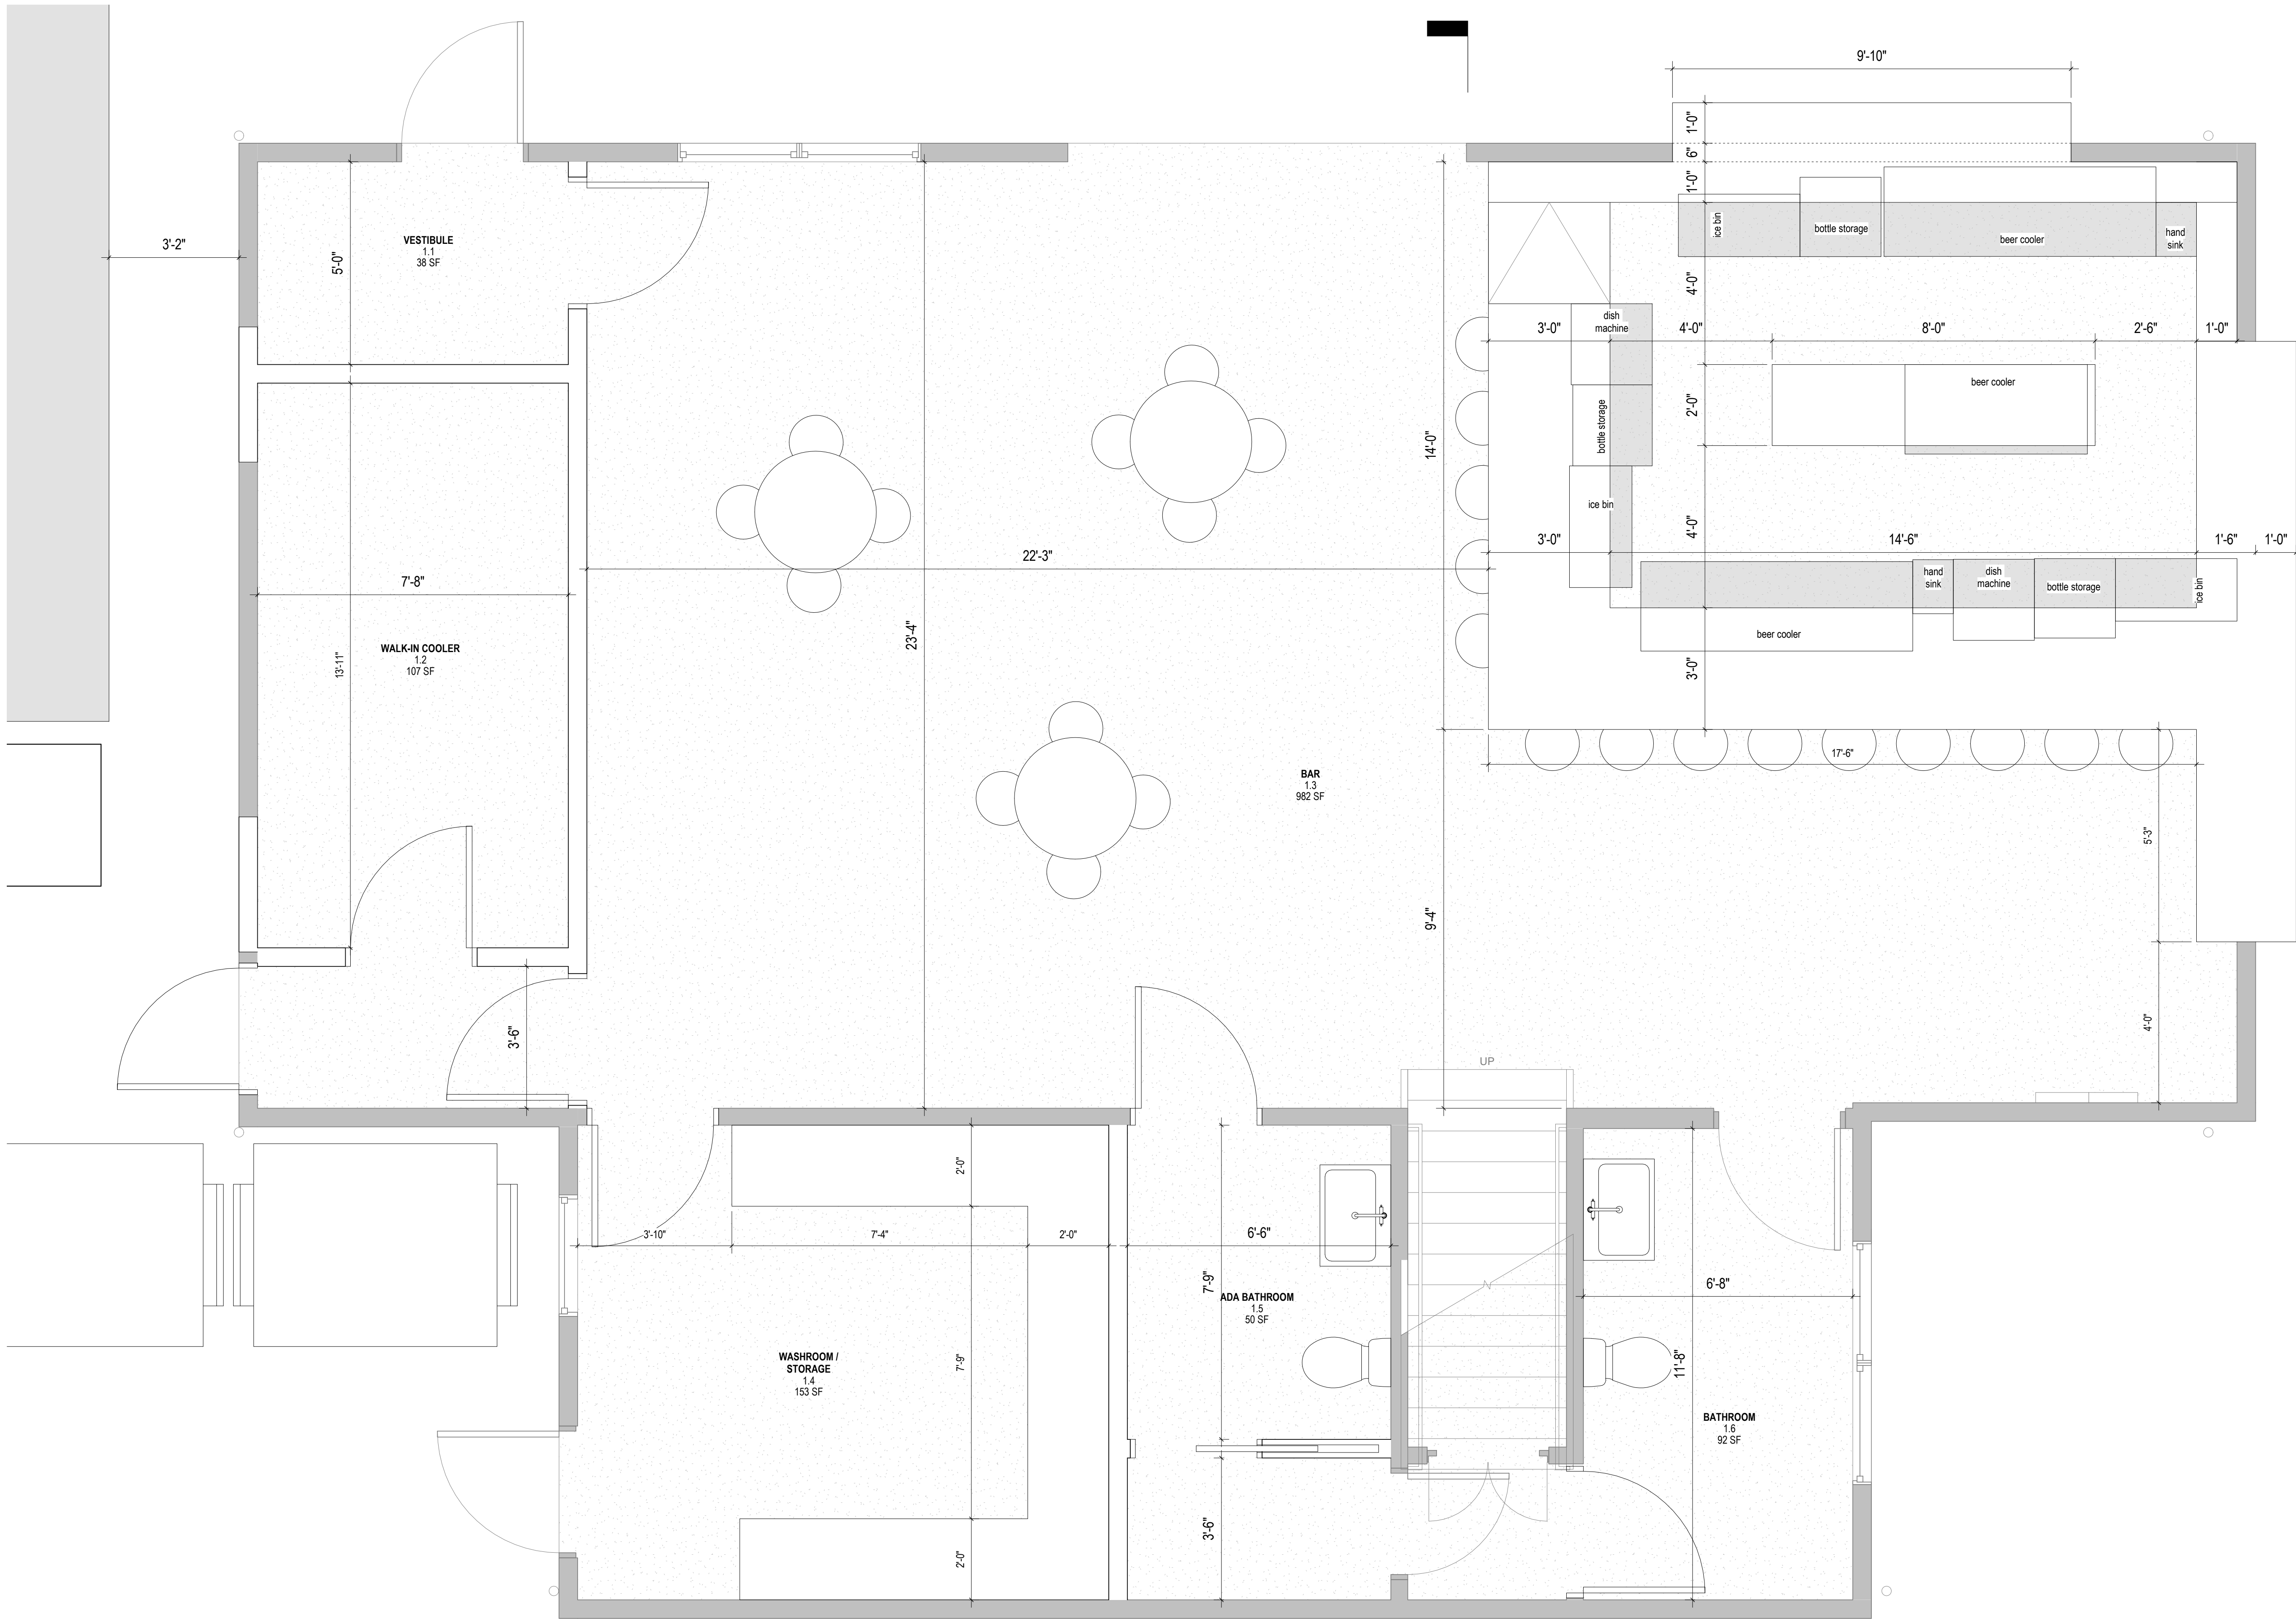 9'-10"
1'-0"
6"
1'-0"
3'-2"
VESTIBULE
1.1
38 SF
5'-0"
ice bin
bottle storage
beer cooler
hand
sink
4'-0"
dish
machine
3'-0"
4'-0"
8'-0"
2'-6"
1'-0"
beer cooler
2'-0"
bottle storage
14'-0"
ice bin
4'-0"
3'-0"
14'-6"
1'-6"
1'-0"
22'-3"
7'-8"
hand
sink
dish
machine
bottle storage
ice bin
beer cooler
23'-4"
WALK-IN COOLER
1.2
107 SF
13'-11"
3'-0"
17'-6"
BAR
1.3
982 SF
5'-3"
9'-4"
4'-0"
3'-6"
UP
2'-0"
3'-10"
7'-4"
2'-0"
6'-6"
7'-9"
6'-8"
ADA BATHROOM
1.5
50 SF
WASHROOM /
STORAGE
1.4
153 SF
7'-9"
11'-8"
BATHROOM
1.6
92 SF
3'-6"
2'-0"